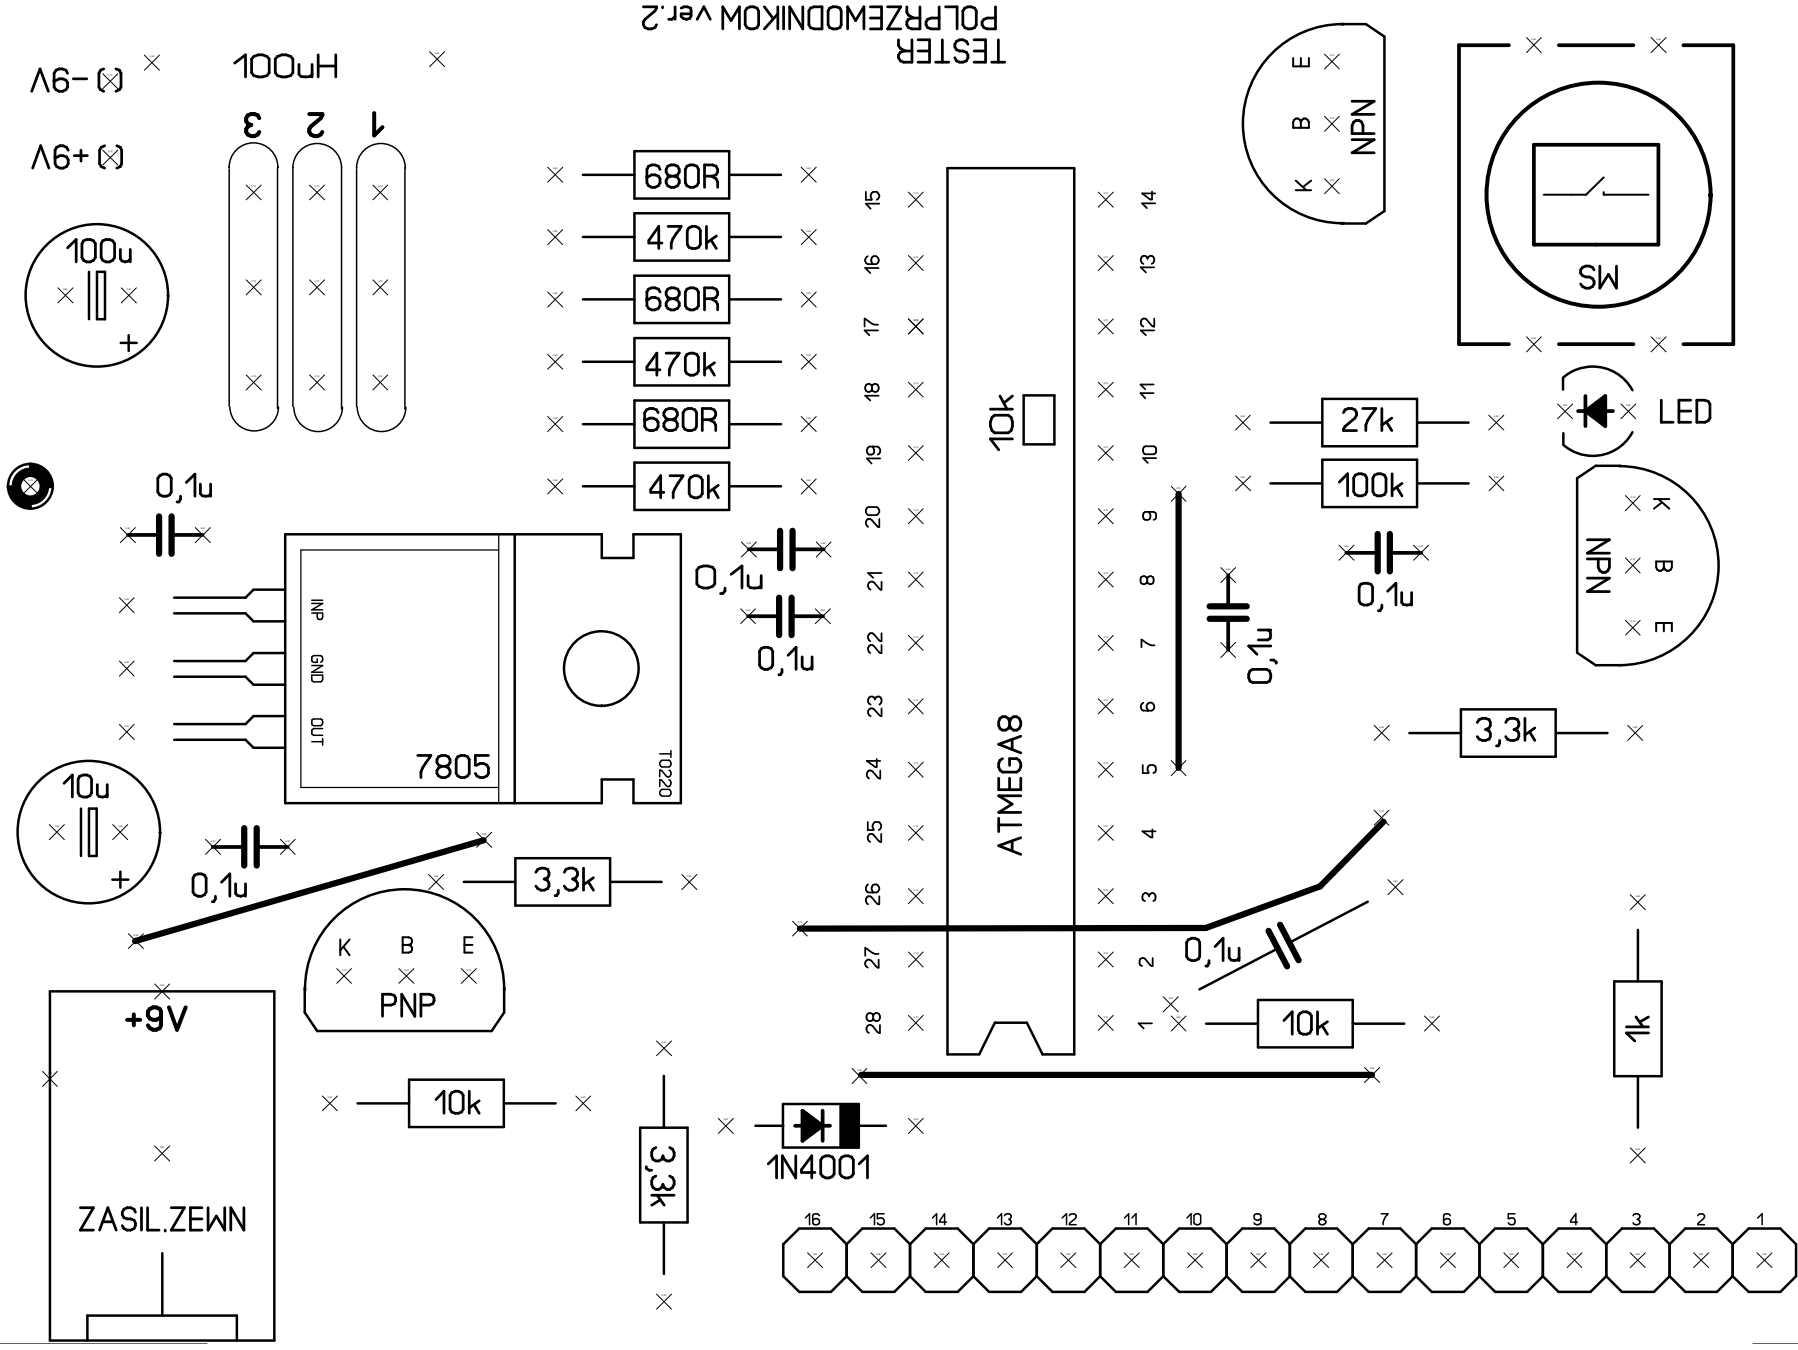 TESTER
POLPRZEWODNIKOW ver.2
-9V
+9V
100uH
3 2 1
100u
+
680R
470k
680R
470k
680R
470k
15
16
17
18
19
20
21
22
23
24
25
26
27
28
14
13
12
11
10
9
8
7
6
5
4
3
2
1
10k
ATMEGA8
E
B
K
NPN
SW
LED
27k
100k
0,1u
K
B
E
NPN
3,3k
0,1u
0,1u
0,1u
0,1u
INP
GND
OUT
7805
TO220
10u
+
0,1u
3,3k
K B E
PNP
+9V
ZASIL.ZEWN
10k
3,3k
1N4001
0,1u
10k
1k
16 15 14 13 12 11 10 9 8 7 6 5 4 3 2 1